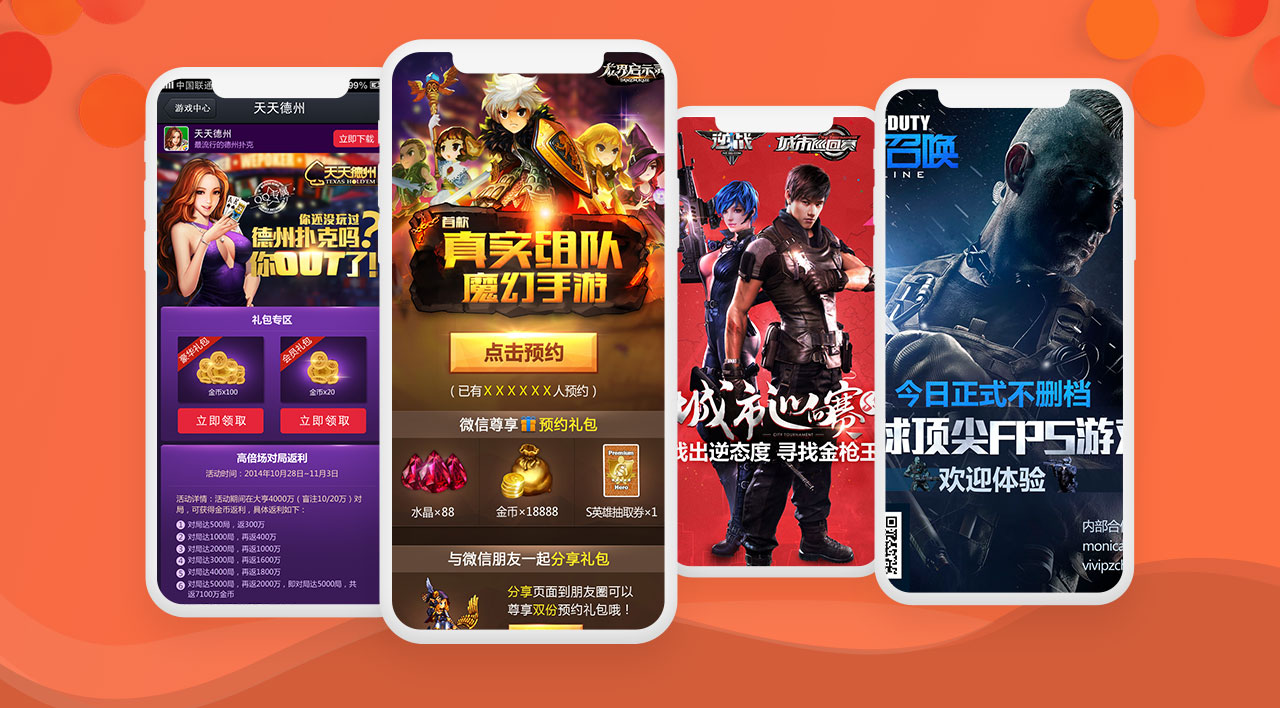 中国联通
99%
游戏中心
天天德州
天天德州
最流行的德州扑克
立即下载
WEPOKER
天天德州
TEXAS HOLD'EM
你还没玩过
德州扑克吗?
你OUT了!
礼包专区
豪华礼包
金币x100
立即领取
会员礼包
金币x20
立即领取
高倍场对局返利
活动时间：2014年10月28日~11月3日
活动详情：活动期间在大亨4000万（盲注10/20万）对
局，可获得金币返利，具体返利如下：
1 对局达500局，返300万
2 对局达1000局，再返400万
3 对局达2000局，再返1000万
4 对局达3000局，再返1600万
5 对局达4000局，再返1800万
6 对局达5000局，再返2000万，即对局达5000局，共
返7100万金币
首款
真实组队
魔幻手游
点击预约
（已有XXXXXX人预约）
微信尊享预约礼包
水晶×88
金币×18888
Premium
S
Hero
S英雄抽取券×1
与微信朋友一起分享礼包
分享页面到朋友圈可以
尊享双份预约礼包哦！
逆战
城市巡回赛
城市巡回赛
CITY TOURNAMENT
找出逆态度 寻找金枪王
DUTY
召唤
LINE
今日正式不删档
球顶尖FPS游戏
欢迎体验
内部合
monica
vivipzc